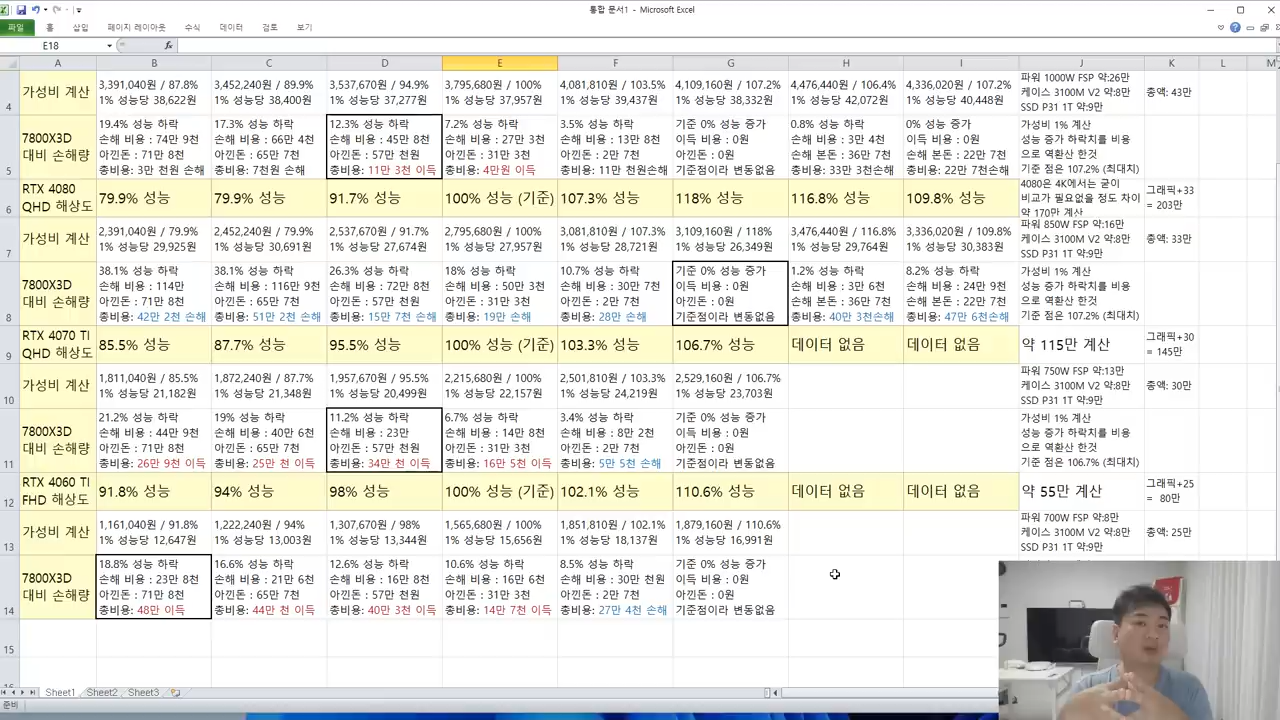 통합 문서1 - Microsoft Excel
파일 홈 삽입 페이지 레이아웃 수식 데이터 검토 보기
E18 fx
A B C D E F G H I J K L M
4 가성비 계산 3,391,040원 / 87.8% 3,452,240원 / 89.9% 3,537,670원 / 94.9% 3,795,680원 / 100% 4,081,810원 / 103.5% 4,109,160원 / 107.2% 4,476,440원 / 106.4% 4,336,020원 / 107.2% 파워 1000W FSP 약:26만
1% 성능당 38,622원 1% 성능당 38,400원 1% 성능당 37,277원 1% 성능당 37,957원 1% 성능당 39,437원 1% 성능당 38,332원 1% 성능당 42,072원 1% 성능당 40,448원 케이스 3100M V2 약:8만 총액: 43만
SSD P31 1T 약:9만
5 7800X3D 대비 손해량 19.4% 성능 하락 17.3% 성능 하락 12.3% 성능 하락 7.2% 성능 하락 3.5% 성능 하락 기준 0% 성능 증가 0.8% 성능 하락 0% 성능 증가 가성비 1% 계산
손해 비용 : 74만 9천 손해 비용 : 66만 4천 손해 비용 : 45만 8천 손해 비용 : 27만 3천 손해 비용 : 13만 8천 이득 비용 : 0원 손해 비용 : 3만 4천 이득 비용 : 0원 성능 증가 하락치를 비용
아낀돈 : 71만 8천 아낀돈 : 65만 7천 아낀돈 : 57만 천원 아낀돈 : 31만 3천 아낀돈 : 2만 7천 아낀돈 : 0원 손해 본돈 : 36만 7천 손해 본돈 : 22만 7천 으로 역환산 한것
총비용 : 3만 천원 손해 총비용 : 7천원 손해 총비용 : 11만 3천 이득 총비용 : 4만원 이득 총비용 : 11만 천원손해 기준점이라 변동없음 총비용 : 33만 3천손해 총비용 : 22만 7천손해 기준 점은 107.2% (최대치)
6 RTX 4080 QHD 해상도 79.9% 성능 79.9% 성능 91.7% 성능 100% 성능 (기준) 107.3% 성능 118% 성능 116.8% 성능 109.8% 성능 4080은 4K에서는 굳이
비교가 필요없을 정도 차이 그래픽+33
약 170만 계산 = 203만
7 가성비 계산 2,391,040원 / 79.9% 2,452,240원 / 79.9% 1% 성능당 29,925원 1% 성능당 30,691원 1% 성능당 27,674원 2,795,680원 / 100% 1% 성능당 27,957원 3,081,810원 / 107.3% 1% 성능당 28,721원 3,109,160원 / 118% 1% 성능당 26,349원 3,476,440원 / 116.8% 1% 성능당 29,764원 3,336,020원 / 109.8% 1% 성능당 30,383원
파워 850W FSP 약:16만
케이스 3100M V2 약:8만 총액: 33만
SSD P31 1T 약:9만
8 7800X3D 대비 손해량 38.1% 성능 하락 38.1% 성능 하락 26.3% 성능 하락 18% 성능 하락 10.7% 성능 하락 기준 0% 성능 증가 1.2% 성능 하락 8.2% 성능 하락 가성비 1% 계산
손해 비용 : 114만 손해 비용 : 116만 9천 손해 비용 : 72만 8천 손해 비용 : 50만 3천 손해 비용 : 30만 7천 이득 비용 : 0원 손해 비용 : 3만 6천 손해 비용 : 24만 9천 성능 증가 하락치를 비용
아낀돈 : 71만 8천 아낀돈 : 65만 7천 아낀돈 : 57만 천원 아낀돈 : 31만 3천 아낀돈 : 2만 7천 아낀돈 : 0원 손해 본돈 : 36만 7천 손해 본돈 : 22만 7천 으로 역환산 한것
총비용 : 42만 2천 손해 총비용 : 51만 2천 손해 총비용 : 15만 7천 손해 총비용 : 19만 손해 총비용 : 28만 손해 기준점이라 변동없음 총비용 : 40만 3천손해 총비용 : 47만 6천손해 기준 점은 107.2% (최대치)
9 RTX 4070 TI QHD 해상도 85.5% 성능 87.7% 성능 95.5% 성능 100% 성능 (기준) 103.3% 성능 106.7% 성능 데이터 없음 데이터 없음 약 115만 계산 그래픽+30
= 145만
10 가성비 계산 1,811,040원 / 85.5% 1,872,240원 / 87.7% 1,957,670원 / 95.5% 2,215,680원 / 100% 2,501,810원 / 103.3% 2,529,160원 / 106.7% 파워 750W FSP 약:13만
1% 성능당 21,182원 1% 성능당 21,348원 1% 성능당 20,499원 1% 성능당 22,157원 1% 성능당 24,219원 1% 성능당 23,703원 케이스 3100M V2 약:8만 총액: 30만
SSD P31 1T 약:9만
11 7800X3D 대비 손해량 21.2% 성능 하락 19% 성능 하락 11.2% 성능 하락 6.7% 성능 하락 3.4% 성능 하락 기준 0% 성능 증가 가성비 1% 계산
손해 비용 : 44만 9천 손해 비용 : 40만 6천 손해 비용 : 23만 손해 비용 : 14만 8천 손해 비용 : 8만 2천 이득 비용 : 0원 성능 증가 하락치를 비용
아낀돈 : 71만 8천 아낀돈 : 65만 7천 아낀돈 : 57만 천원 아낀돈 : 31만 3천 아낀돈 : 2만 7천 아낀돈 : 0원 으로 역환산 한것
총비용 : 26만 9천 이득 총비용 : 25만 천 이득 총비용 : 34만 천 이득 총비용 : 16만 5천 이득 총비용 : 5만 5천 손해 기준점이라 변동없음 기준 점은 106.7% (최대치)
12 RTX 4060 TI FHD 해상도 91.8% 성능 94% 성능 98% 성능 100% 성능 (기준) 102.1% 성능 110.6% 성능 데이터 없음 데이터 없음 약 55만 계산 그래픽+25
= 80만
13 가성비 계산 1,161,040원 / 91.8% 1,222,240원 / 94% 1,307,670원 / 98% 1,565,680원 / 100% 1,851,810원 / 102.1% 1,879,160원 / 110.6% 파워 700W FSP 약:8만
1% 성능당 12,647원 1% 성능당 13,003원 1% 성능당 13,344원 1% 성능당 15,656원 1% 성능당 18,137원 1% 성능당 16,991원 케이스 3100M V2 약:8만 총액: 25만
SSD P31 1T 약:9만
14 7800X3D 대비 손해량 18.8% 성능 하락 16.6% 성능 하락 12.6% 성능 하락 10.6% 성능 하락 8.5% 성능 하락 기준 0% 성능 증가
손해 비용 : 23만 8천 손해 비용 : 21만 6천 손해 비용 : 16만 8천 손해 비용 : 16만 6천 손해 비용 : 30만 천원 이득 비용 : 0원
아낀돈 : 71만 8천 아낀돈 : 65만 7천 아낀돈 : 57만 천원 아낀돈 : 31만 3천 아낀돈 : 2만 7천 아낀돈 : 0원
총비용 : 48만 이득 총비용 : 44만 천 이득 총비용 : 40만 3천 이득 총비용 : 14만 7천 이득 총비용 : 27만 4천 손해 기준점이라 변동없음
15
Sheet1 Sheet2 Sheet3
준비